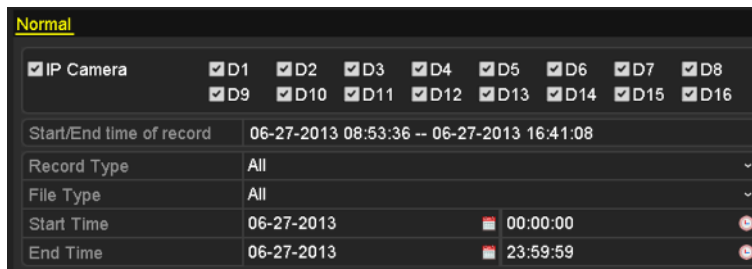 Normal
IP Camera D1 D2 D3 D4 D5 D6 D7 D8
D9 D10 D11 D12 D13 D14 D15 D16
Start/End time of record 06-27-2013 08:53:36 -- 06-27-2013 16:41:08
Record Type All
File Type All
Start Time 06-27-2013 00:00:00
End Time 06-27-2013 23:59:59